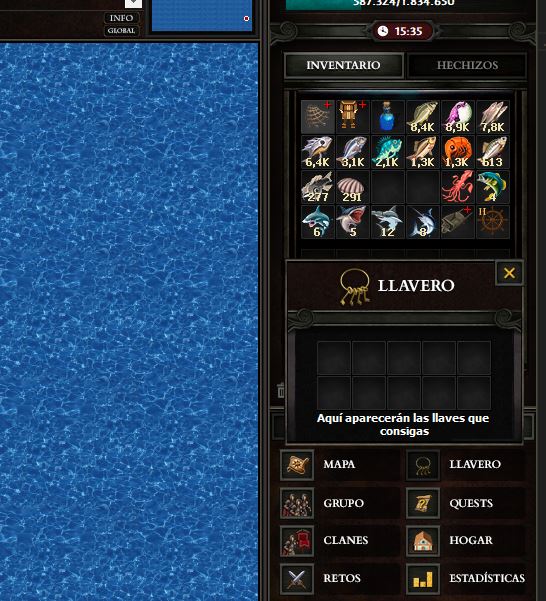 587.324/1.834.650
INFO
GLOBAL
15:35
INVENTARIO
HECHIZOS
8,4K
8,9K
7,8K
6,4K
3,1K
2,1K
1,3K
1,3K
613
277
291
4
6
5
12
8
H
LLAVERO
Aquí aparecerán las llaves que
consigas
MAPA
LLAVERO
GRUPO
QUESTS
CLANES
HOGAR
RETOS
ESTADÍSTICAS